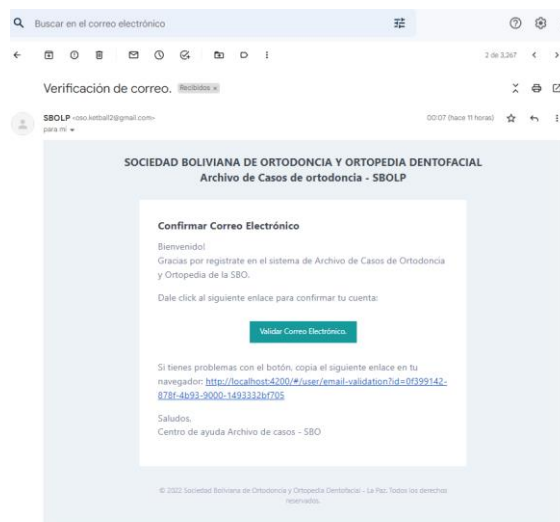 Buscar en el correo electrónico
2 de 3,267
Verificación de correo. Recibidos x
SBOLP <oso.ketball2@gmail.com>
00:07 (hace 11 horas)
para mí
SOCIEDAD BOLIVIANA DE ORTODONCIA Y ORTOPEDIA DENTOFACIAL
Archivo de Casos de ortodoncia - SBOLP
Confirmar Correo Electrónico
Bienvenido!
Gracias por registrate en el sistema de Archivo de Casos de Ortodoncia
y Ortopedia de la SBO.
Dale click al siguiente enlace para confirmar tu cuenta:
Validar Correo Electrónico.
Si tienes problemas con el botón, copia el siguiente enlace en tu
navegador: http://localhost:4200/#/user/email-validation?id=0f399142-
878f-4b93-9000-1493332bf705
Saludos,
Centro de ayuda Archivo de casos - SBO
© 2022 Sociedad Boliviana de Ortodoncia y Ortopedia Dentofacial - La Paz. Todos los derechos
reservados.